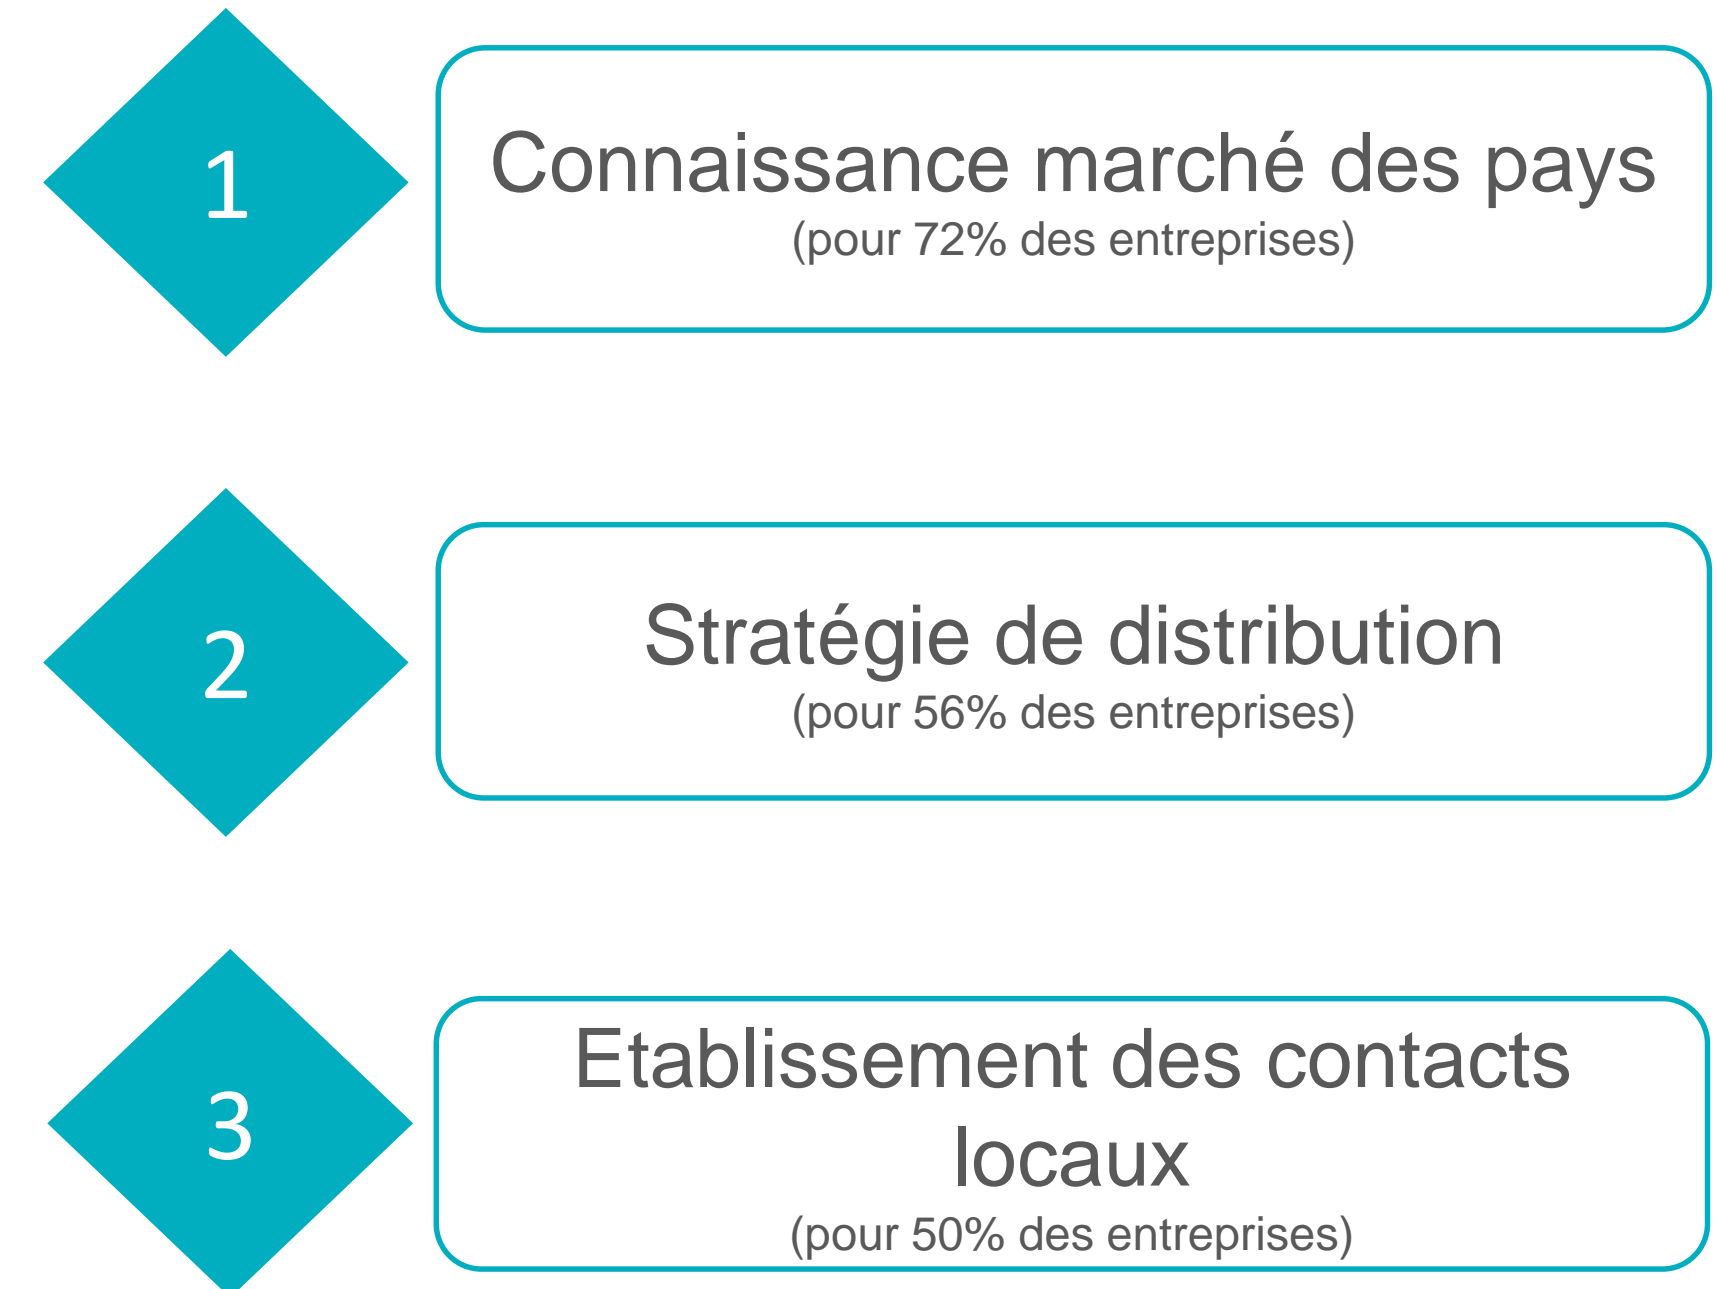 1
Connaissance marché des pays
(pour 72% des entreprises)
2
Stratégie de distribution
(pour 56% des entreprises)
3
Etablissement des contacts
locaux
(pour 50% des entreprises)